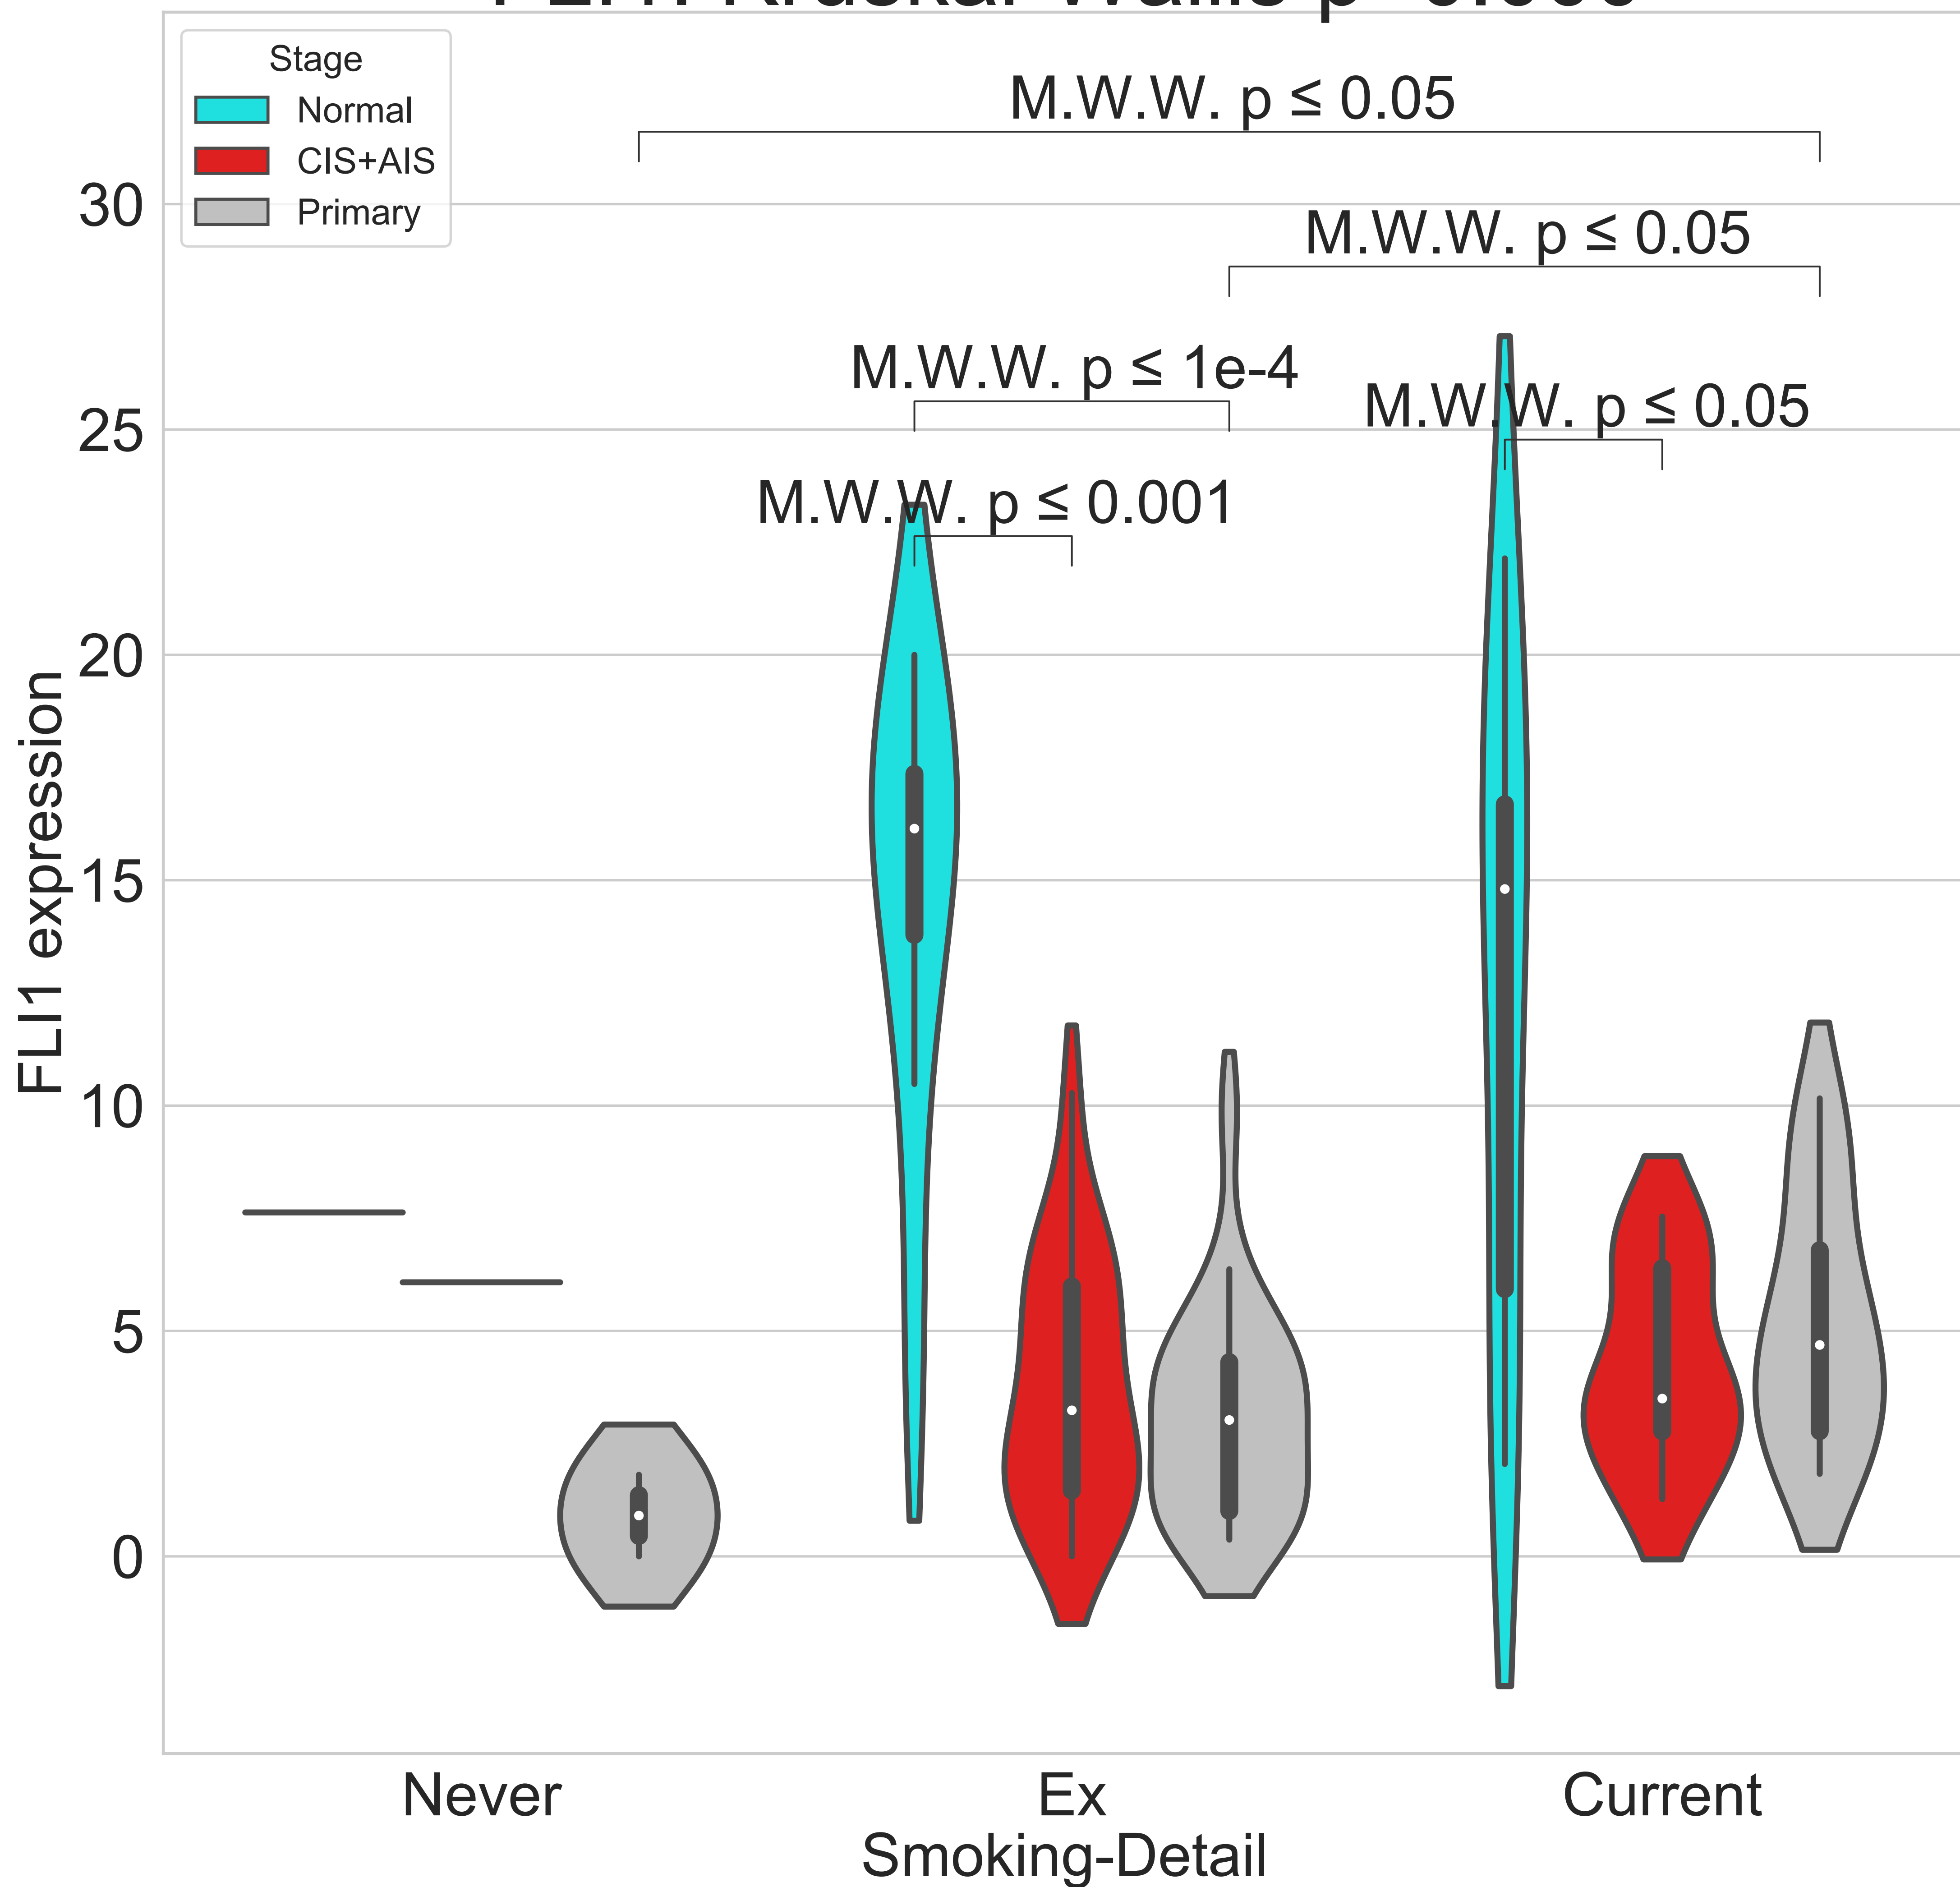 Stage
Normal
CIS+AIS
Primary
M.W.W. p ≤ 0.05
M.W.W. p ≤ 0.05
M.W.W. p ≤ 1e-4
M.W.W. p ≤ 0.05
M.W.W. p ≤ 0.001
30
25
20
15
10
5
0
FLI1 expression
Never
Ex
Current
Smoking-Detail